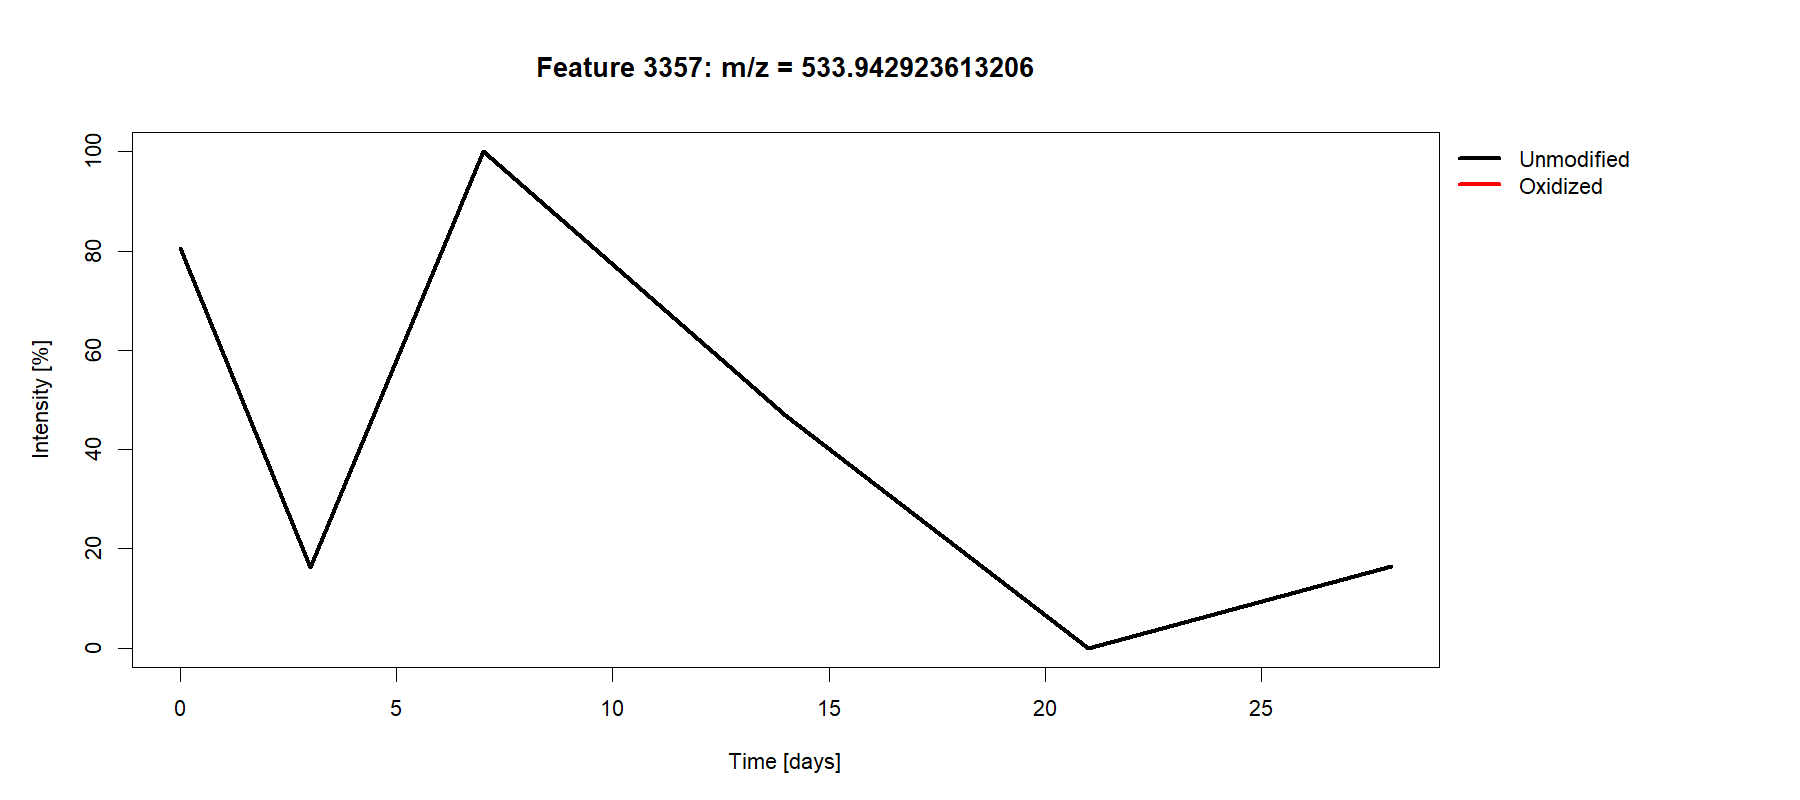 Feature 3357: m/z = 533.942923613206
Unmodified
Oxidized
Intensity [%]
100
80
60
40
20
0
0 5 10 15 20 25
Time [days]